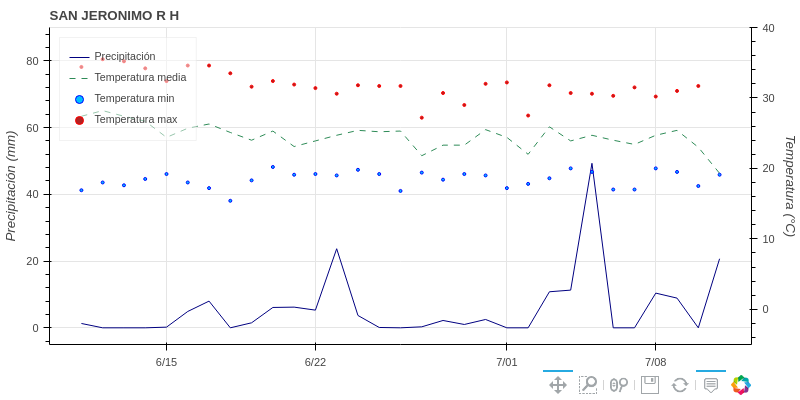 SAN JERONIMO R H
Precipitación
Temperatura media
Temperatura min
Temperatura max
Precipitación (mm)
80
60
40
20
0
Temperatura (°C)
40
30
20
10
0
6/15
6/22
7/01
7/08